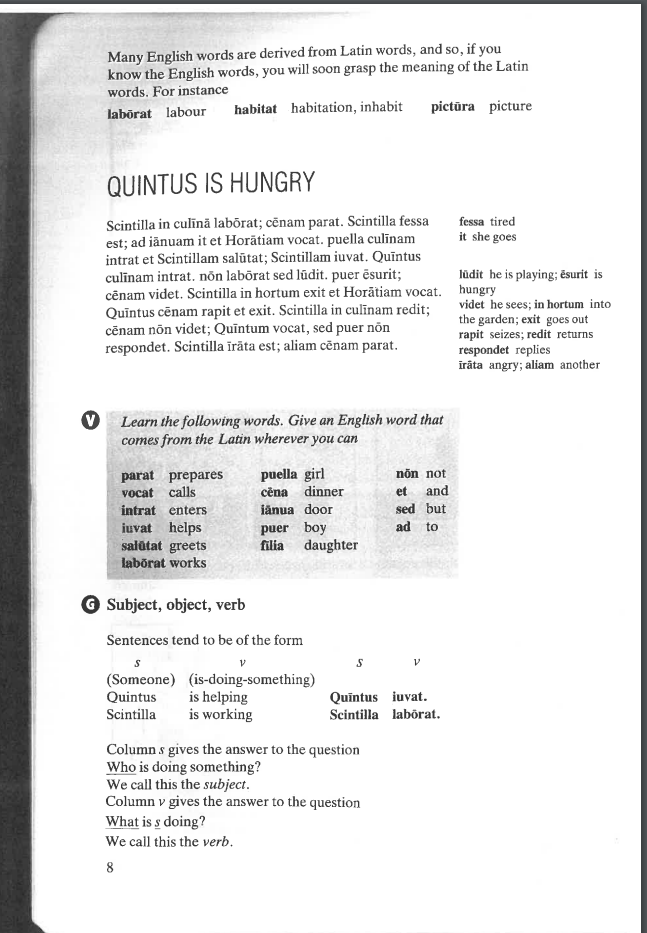 Many English words are derived from Latin words, and so, if you
know the English words, you will soon grasp the meaning of the Latin
words. For instance
labōrat labour habitat habitation, inhabit pictūra picture
QUINTUS IS HUNGRY
Scintilla in culīnā labōrat; cēnam parat. Scintilla fessa
est; ad iānuam it et Horātiam vocat. puella culīnam
intrat et Scintillam salūtat; Scintillam iuvat. Quīntus
culīnam intrat. nōn labōrat sed lūdit. puer ēsurit;
cēnam videt. Scintilla in hortum exit et Horātiam vocat.
Quīntus cēnam rapit et exit. Scintilla in culīnam redit;
cēnam nōn videt; Quīntum vocat, sed puer nōn
respondet. Scintilla īrāta est; aliam cēnam parat.
fessa tired
it she goes
lūdit he is playing; ēsurit is
hungry
videt he sees; in hortum into
the garden; exit goes out
rapit seizes; redit returns
respondet replies
īrāta angry; aliam another
V Learn the following words. Give an English word that
comes from the Latin wherever you can
parat prepares puella girl nōn not
vocat calls cēna dinner et and
intrat enters iānua door sed but
iuvat helps puer boy ad to
salūtat greets fīlia daughter
labōrat works
G Subject, object, verb
Sentences tend to be of the form
s v s v
(Someone) (is-doing-something)
Quintus is helping Quīntus iuvat.
Scintilla is working Scintilla labōrat.
Column s gives the answer to the question
Who is doing something?
We call this the subject.
Column v gives the answer to the question
What is s doing?
We call this the verb.
8